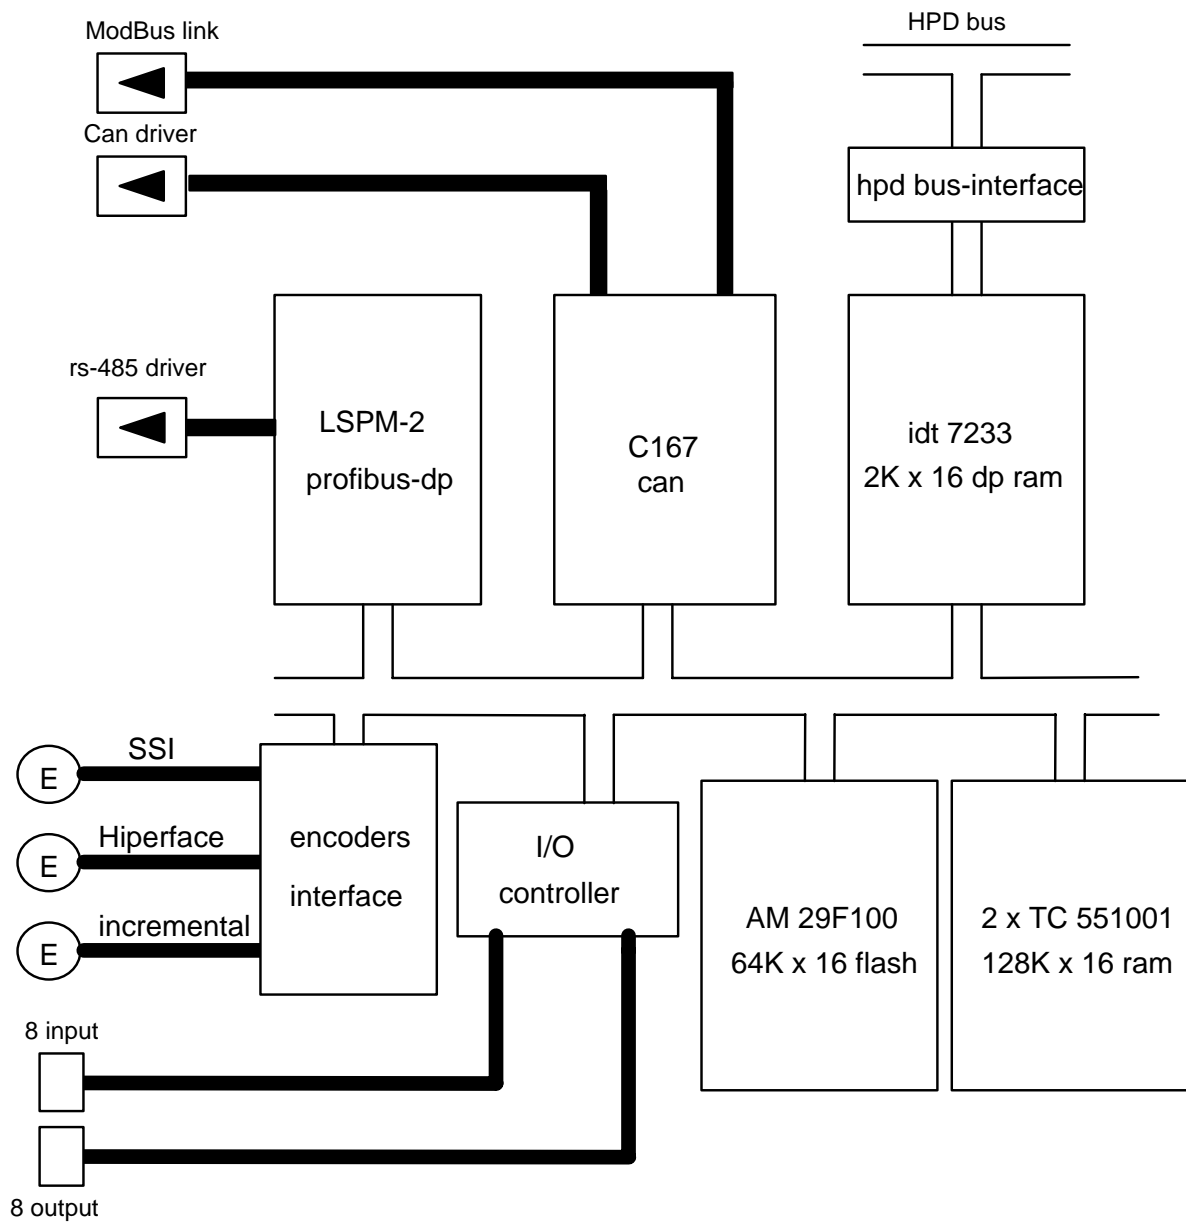 ModBus link
HPD bus
Can driver
hpd bus-interface
rs-485 driver
LSPM-2
profibus-dp
C167
can
idt 7233
2K x 16 dp ram
SSI
E
Hiperface
E
incremental
E
encoders
interface
I/O
controller
AM 29F100
64K x 16 flash
2 x TC 551001
128K x 16 ram
8 input
8 output